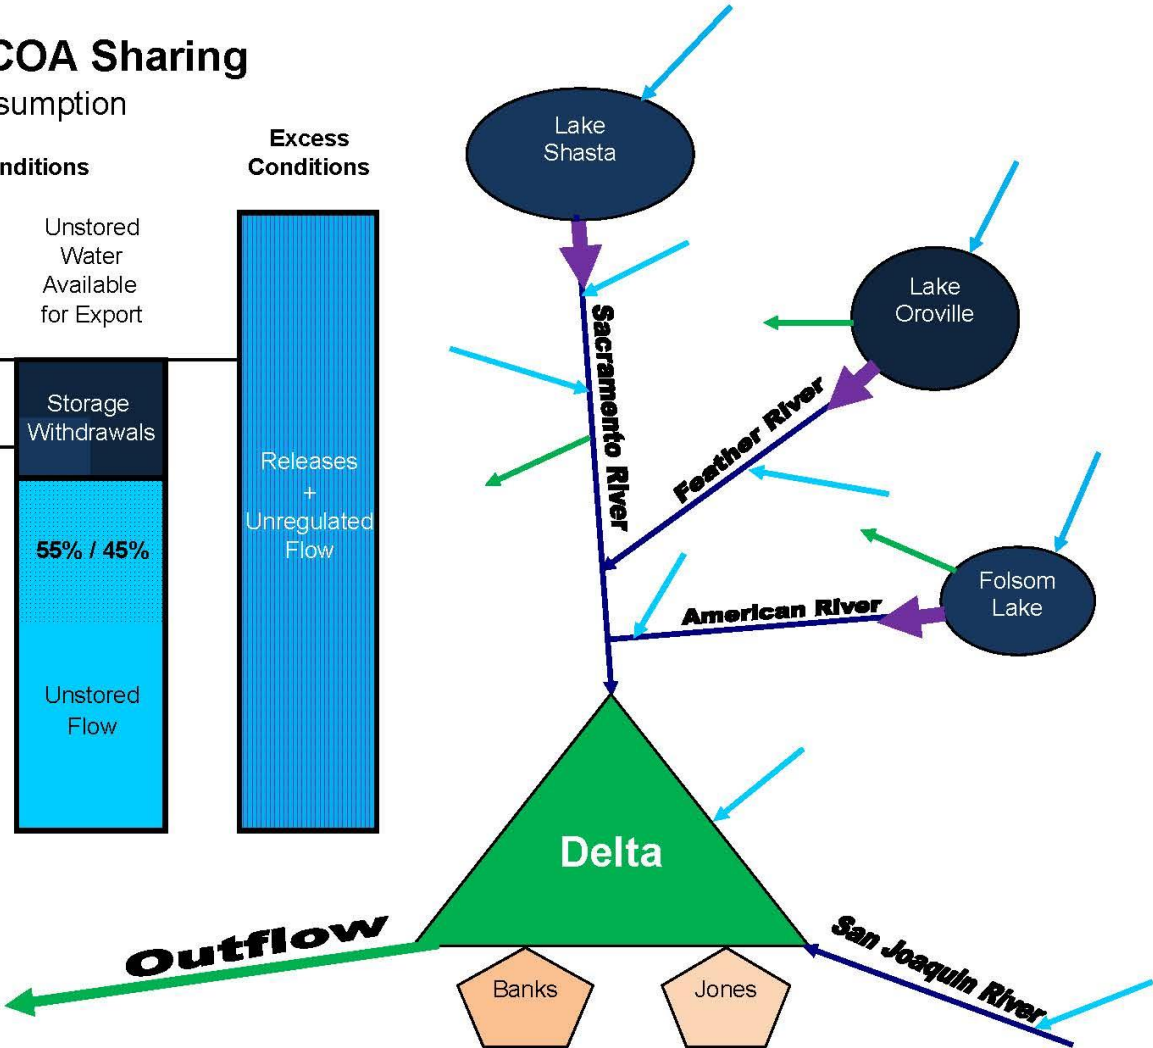 COA Sharing
sumption
nditions
Excess
Conditions
Unstored
Water
Available
for Export
Storage
Withdrawals
55% / 45%
Unstored
Flow
Releases
+
Unregulated
Flow
Lake
Shasta
Lake
Oroville
Folsom
Lake
Sacramento River
Feather River
American River
Delta
Outflow
Banks
Jones
San Joaquin River